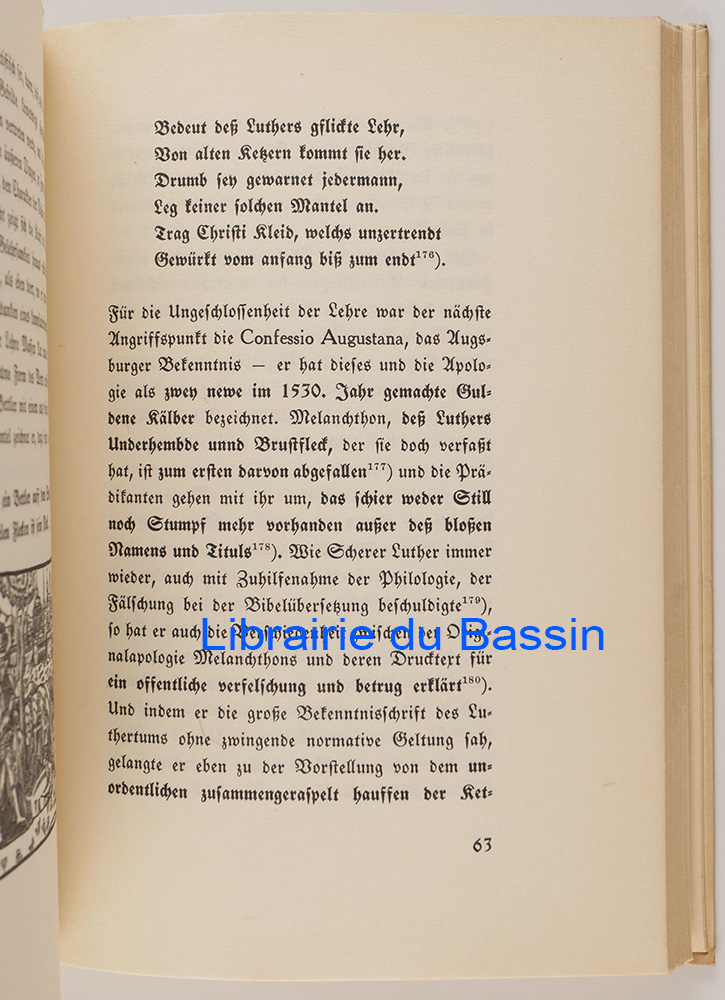 Bedeut deß Luthers gflickte Lehr,
Von alten Ketzern kommt sie her.
Drumb sey gewarnet jedermann,
Leg keiner solchen Mantel an.
Trag Christi Kleid, welchs unzertrendt
Gewürkt vom anfang biß zum endt¹⁷⁶).
Für die Ungeschlossenheit der Lehre war der nächste
Angriffspunkt die Confessio Augustana, das Augs-
burger Bekenntnis — er hat dieses und die Apolo-
gie als zwey newe im 1530. Jahr gemachte Gul-
dene Kälber bezeichnet. Melanchthon, deß Luthers
Underhembde unnd Brustfleck, der sie doch verfaßt
hat, ist zum ersten darvon abgefallen¹⁷⁷) und die Prä-
dikanten gehen mit ihr um, das schier weder Still
noch Stumpf mehr vorhanden außer deß bloßen
Namens und Tituls¹⁷⁸). Wie Scherer Luther immer
wieder, auch mit Zuhilfenahme der Philologie, der
Fälschung bei der Bibelübersetzung beschuldigte¹⁷⁹),
so hat er auch die Verschiedenheit zwischen der Origi-
nalapologie Melanchthons und deren Drucktext für
ein offentliche verfelschung und betrug erklärt¹⁸⁰).
Und indem er die große Bekenntnisschrift des Lu-
thertums ohne zwingende normative Geltung sah,
gelangte er eben zu der Vorstellung von dem un-
ordentlichen zusammengeraspelt hauffen der Ket-
63
Librairie du Bassin